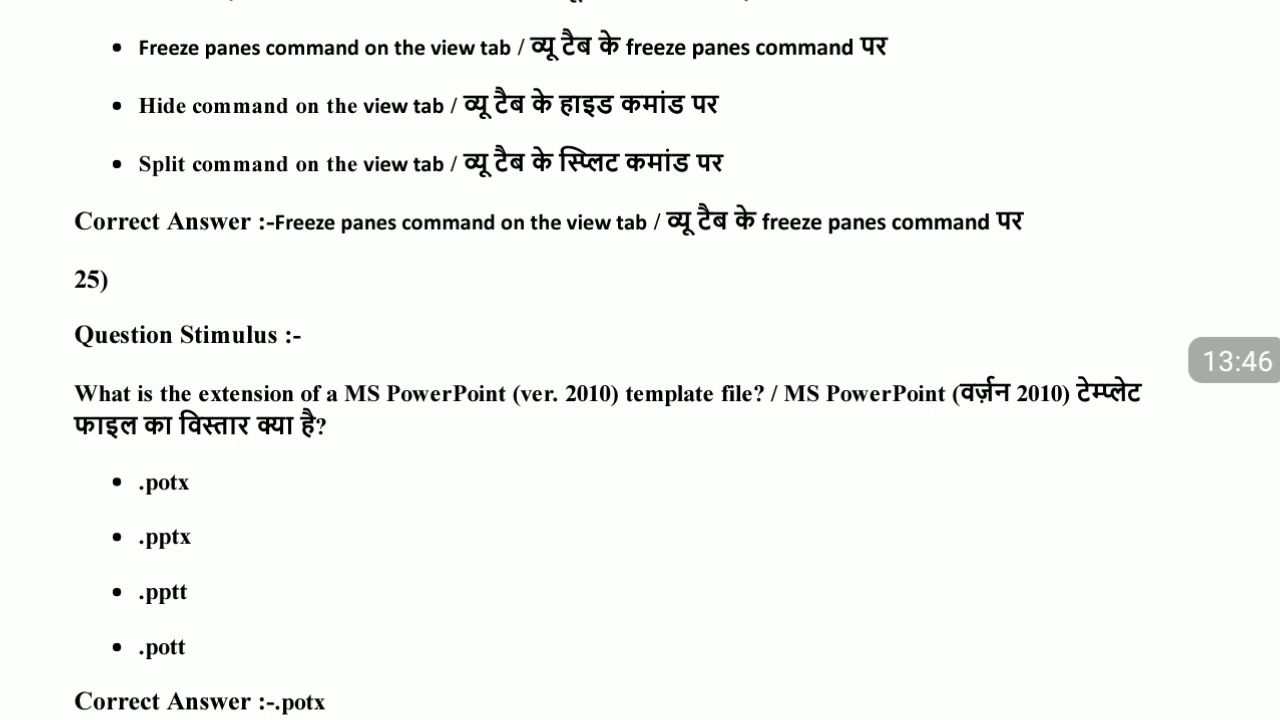 • Freeze panes command on the view tab / व्यू टैब के freeze panes command पर
• Hide command on the view tab / व्यू टैब के हाइड कमांड पर
• Split command on the view tab / व्यू टैब के स्प्लिट कमांड पर
Correct Answer :-Freeze panes command on the view tab / व्यू टैब के freeze panes command पर
25)
Question Stimulus :-
13:46
What is the extension of a MS PowerPoint (ver. 2010) template file? / MS PowerPoint (वर्ज़न 2010) टेम्पलेट
फाइल का विस्तार क्या है?
• .potx
• .pptx
• .pptt
• .pott
Correct Answer :-.potx